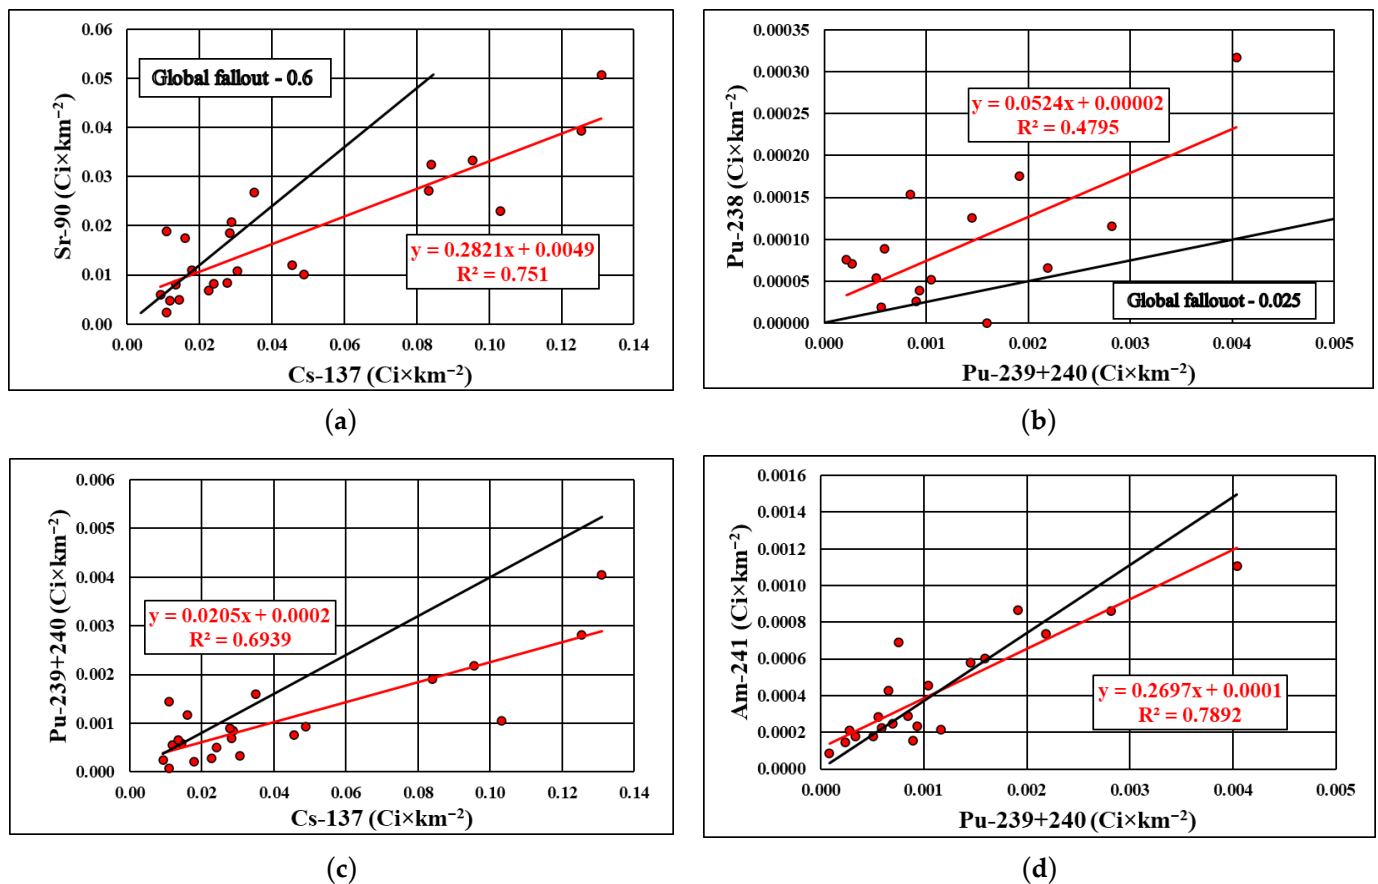 0.06
0.05
0.04
0.03
0.02
0.01
0.00
Sr-90 (Ci×km⁻²)
Global fallout - 0.6
y = 0.2821x + 0.0049
R² = 0.751
0.00 0.02 0.04 0.06 0.08 0.10 0.12 0.14
Cs-137 (Ci×km⁻²)
(a)
0.00035
0.00030
0.00025
0.00020
0.00015
0.00010
0.00005
0.00000
Pu-238 (Ci×km⁻²)
y = 0.0524x + 0.00002
R² = 0.4795
Global fallouot - 0.025
0.000 0.001 0.002 0.003 0.004 0.005
Pu-239+240 (Ci×km⁻²)
(b)
0.006
0.005
0.004
0.003
0.002
0.001
0.000
Pu-239+240 (Ci×km⁻²)
y = 0.0205x + 0.0002
R² = 0.6939
0.00 0.02 0.04 0.06 0.08 0.10 0.12 0.14
Cs-137 (Ci×km⁻²)
(c)
0.0016
0.0014
0.0012
0.0010
0.0008
0.0006
0.0004
0.0002
0.0000
Am-241 (Ci×km⁻²)
y = 0.2697x + 0.0001
R² = 0.7892
0.000 0.001 0.002 0.003 0.004 0.005
Pu-239+240 (Ci×km⁻²)
(d)